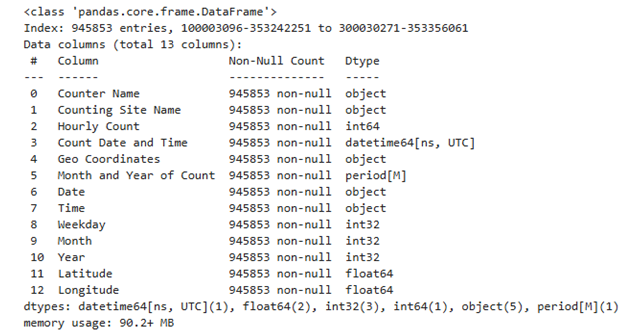 <class 'pandas.core.frame.DataFrame'>
Index: 945853 entries, 100003096-353242251 to 300030271-353356061
Data columns (total 13 columns):
 #   Column                   Non-Null Count   Dtype
---  ------                   --------------   -----
 0   Counter Name             945853 non-null  object
 1   Counting Site Name       945853 non-null  object
 2   Hourly Count             945853 non-null  int64
 3   Count Date and Time      945853 non-null  datetime64[ns, UTC]
 4   Geo Coordinates          945853 non-null  object
 5   Month and Year of Count  945853 non-null  period[M]
 6   Date                     945853 non-null  object
 7   Time                     945853 non-null  object
 8   Weekday                  945853 non-null  int32
 9   Month                    945853 non-null  int32
 10  Year                     945853 non-null  int32
 11  Latitude                 945853 non-null  float64
 12  Longitude                945853 non-null  float64
dtypes: datetime64[ns, UTC](1), float64(2), int32(3), int64(1), object(5), period[M](1)
memory usage: 90.2+ MB